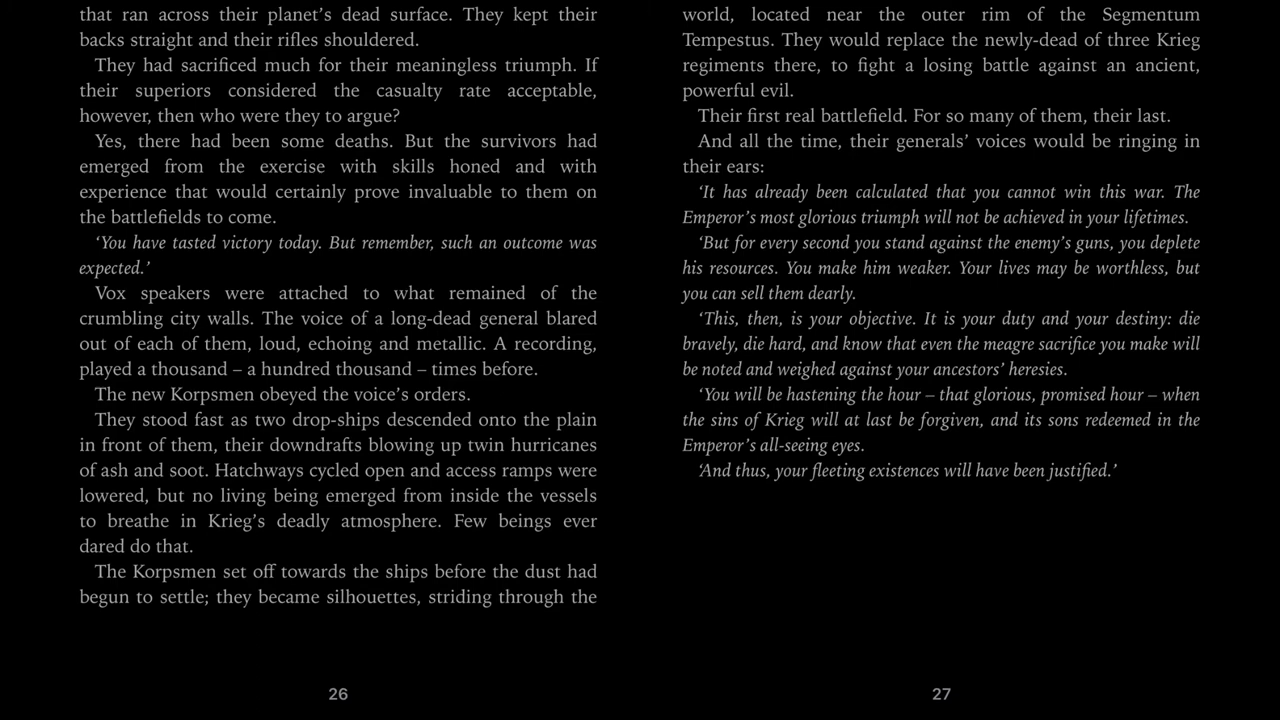 that ran across their planet’s dead surface. They kept their
backs straight and their rifles shouldered.
They had sacrificed much for their meaningless triumph. If
their superiors considered the casualty rate acceptable,
however, then who were they to argue?
Yes, there had been some deaths. But the survivors had
emerged from the exercise with skills honed and with
experience that would certainly prove invaluable to them on
the battlefields to come.
‘You have tasted victory today. But remember, such an outcome was
expected.’
Vox speakers were attached to what remained of the
crumbling city walls. The voice of a long-dead general blared
out of each of them, loud, echoing and metallic. A recording,
played a thousand – a hundred thousand – times before.
The new Korpsmen obeyed the voice’s orders.
They stood fast as two drop-ships descended onto the plain
in front of them, their downdrafts blowing up twin hurricanes
of ash and soot. Hatchways cycled open and access ramps were
lowered, but no living being emerged from inside the vessels
to breathe in Krieg’s deadly atmosphere. Few beings ever
dared do that.
The Korpsmen set off towards the ships before the dust had
begun to settle; they became silhouettes, striding through the
26
world, located near the outer rim of the Segmentum
Tempestus. They would replace the newly-dead of three Krieg
regiments there, to fight a losing battle against an ancient,
powerful evil.
Their first real battlefield. For so many of them, their last.
And all the time, their generals’ voices would be ringing in
their ears:
‘It has already been calculated that you cannot win this war. The
Emperor’s most glorious triumph will not be achieved in your lifetimes.
‘But for every second you stand against the enemy’s guns, you deplete
his resources. You make him weaker. Your lives may be worthless, but
you can sell them dearly.
‘This, then, is your objective. It is your duty and your destiny: die
bravely, die hard, and know that even the meagre sacrifice you make will
be noted and weighed against your ancestors’ heresies.
‘You will be hastening the hour – that glorious, promised hour – when
the sins of Krieg will at last be forgiven, and its sons redeemed in the
Emperor’s all-seeing eyes.
‘And thus, your fleeting existences will have been justified.’
27